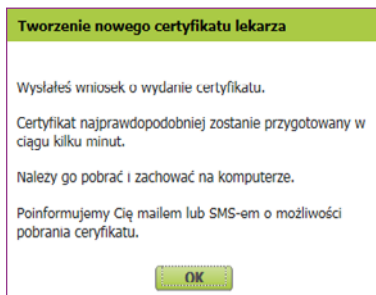 Tworzenie nowego certyfikatu lekarza
Wysłałeś wniosek o wydanie certyfikatu.
Certyfikat najprawdopodobniej zostanie przygotowany w
ciągu kilku minut.
Należy go pobrać i zachować na komputerze.
Poinformujemy Cię mailem lub SMS-em o możliwości
pobrania ceryfikatu.
OK